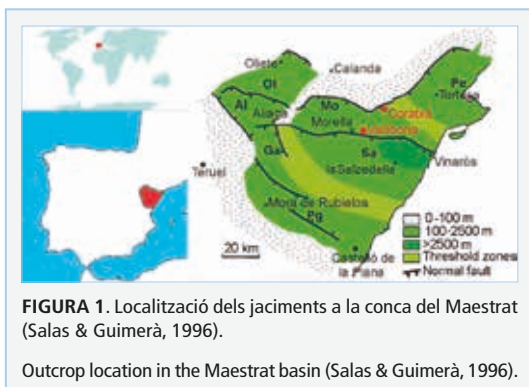 Oliete
Calanda
Ol
Pe
Tortosa
Al
Aliaga
Mo
Coratxà
Morella
Vallibona
Ga
Sa
la Salzedella
Vinaròs
Teruel
Mora de Rubielos
Pg
0-100 m
100-2500 m
>2500 m
Threshold zones
Normal fault
20 km
Castelló de
la Plana
FIGURA 1. Localització dels jaciments a la conca del Maestrat
(Salas & Guimerà, 1996).
Outcrop location in the Maestrat basin (Salas & Guimerà, 1996).